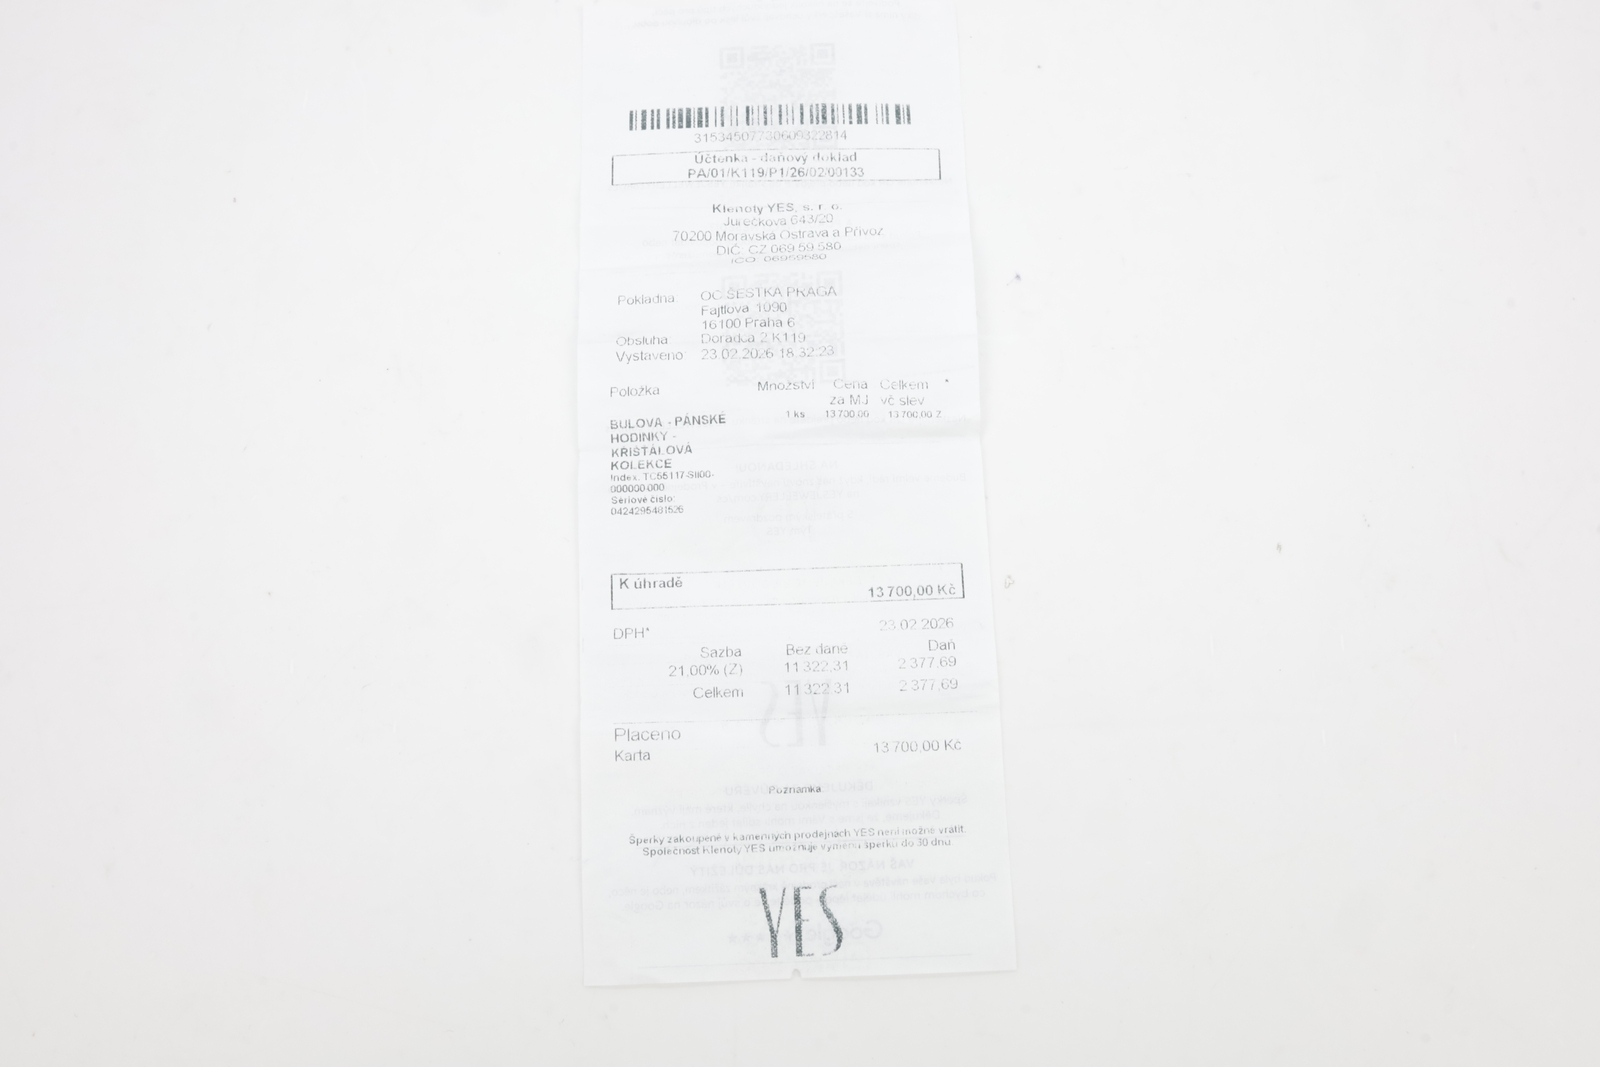 Účtenka - daňový doklad
PA/01/K119/P1/26/02/00133
Klenoty YES, s. r. o.
Jurečkova 643/20
70200 Moravská Ostrava a Přívoz
DIČ: CZ 069 59 580
IČO: 06959580
Pokladna OC ŠESTKA PRAGA
Fajtlova 1090
16100 Praha 6
Obsluha Doradca 2 K119
Vystaveno 23.02.2026 18:32:23
Položka Množství Cena za MJ Celkem vč slev *
BULOVA - PÁNSKÉ 1 ks 13 700,00 13 700,00 Z
HODINKY -
KŘIŠŤÁLOVÁ
KOLEKCE
Index:
Sériové číslo:
K úhradě 13 700,00 Kč
DPH* 23.02.2026
Sazba Bez daně Daň
21,00% (Z) 11 322,31 2 377,69
Celkem 11 322,31 2 377,69
Placeno
Karta 13 700,00 Kč
Poznámka
Šperky zakoupené v kamenných prodejnách YES není možné vrátit.
Společnost Klenoty YES umožňuje výměnu šperku do 30 dnů.
YES